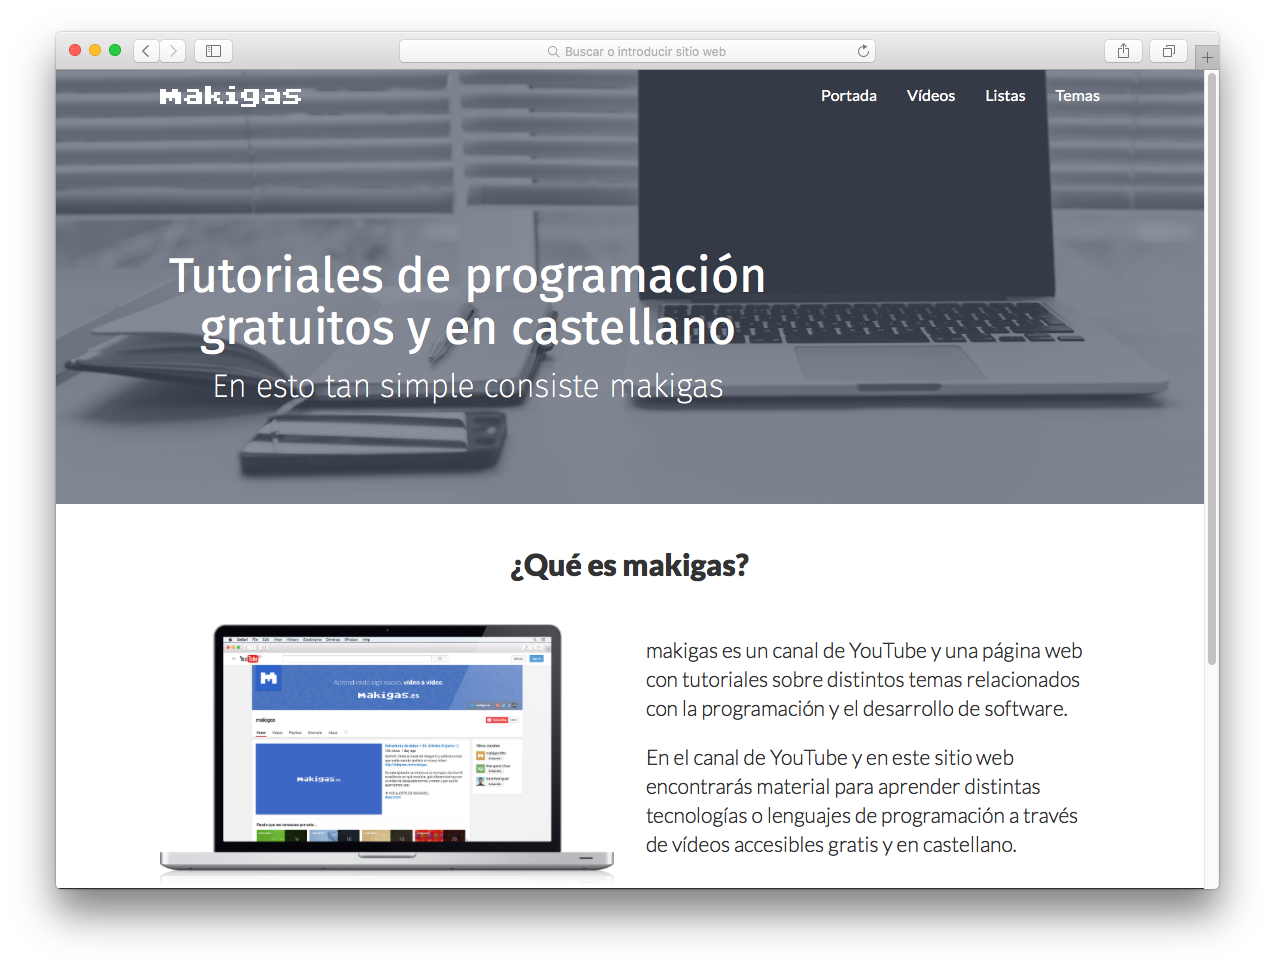 Buscar o introducir sitio web
makigas
Portada Vídeos Listas Temas
Tutoriales de programación
gratuitos y en castellano
En esto tan simple consiste makigas
¿Qué es makigas?
Aprendiendo algo nuevo, vídeo a vídeo.
makigas.es
makigas
makigas.es
makigas es un canal de YouTube y una página web
con tutoriales sobre distintos temas relacionados
con la programación y el desarrollo de software.
En el canal de YouTube y en este sitio web
encontrarás material para aprender distintas
tecnologías o lenguajes de programación a través
de vídeos accesibles gratis y en castellano.